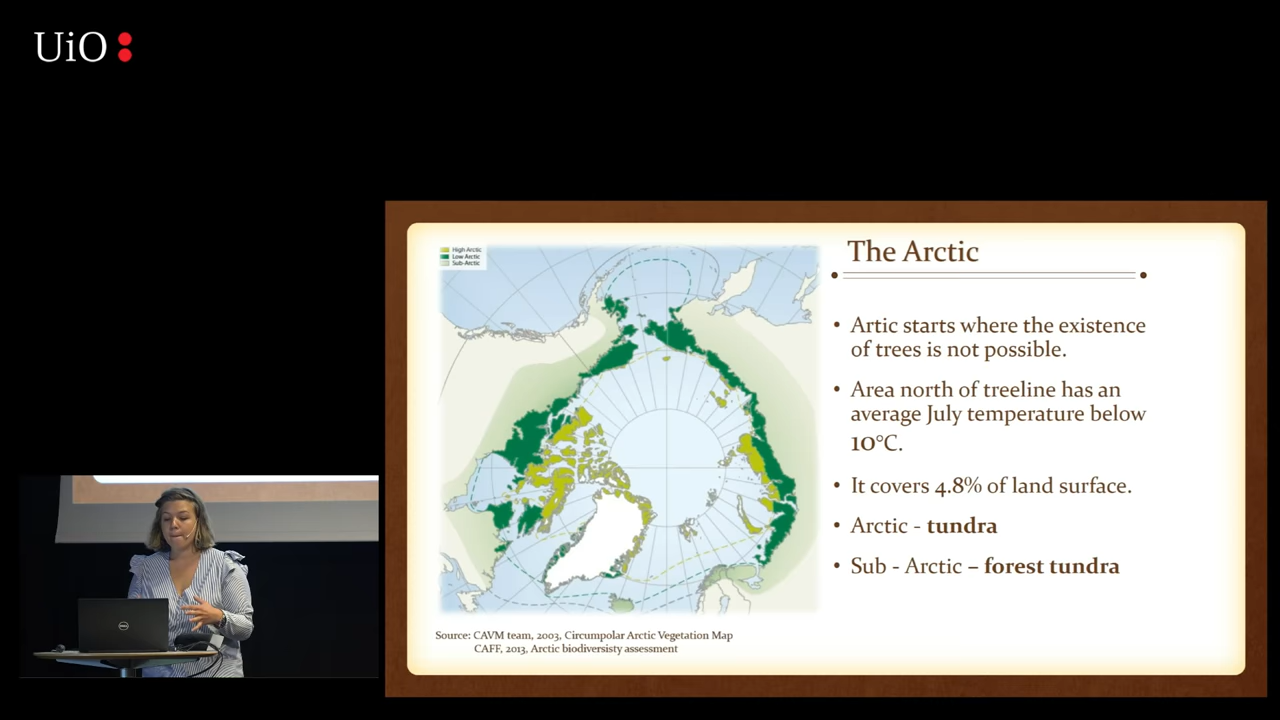 UiO
High Arctic
Low Arctic
Sub-Arctic
The Arctic
• Artic starts where the existence
of trees is not possible.
• Area north of treeline has an
average July temperature below
10°C.
• It covers 4.8% of land surface.
• Arctic - tundra
• Sub - Arctic – forest tundra
Source: CAVM team, 2003, Circumpolar Arctic Vegetation Map
CAFF, 2013, Arctic biodiversisty assessment
DELL